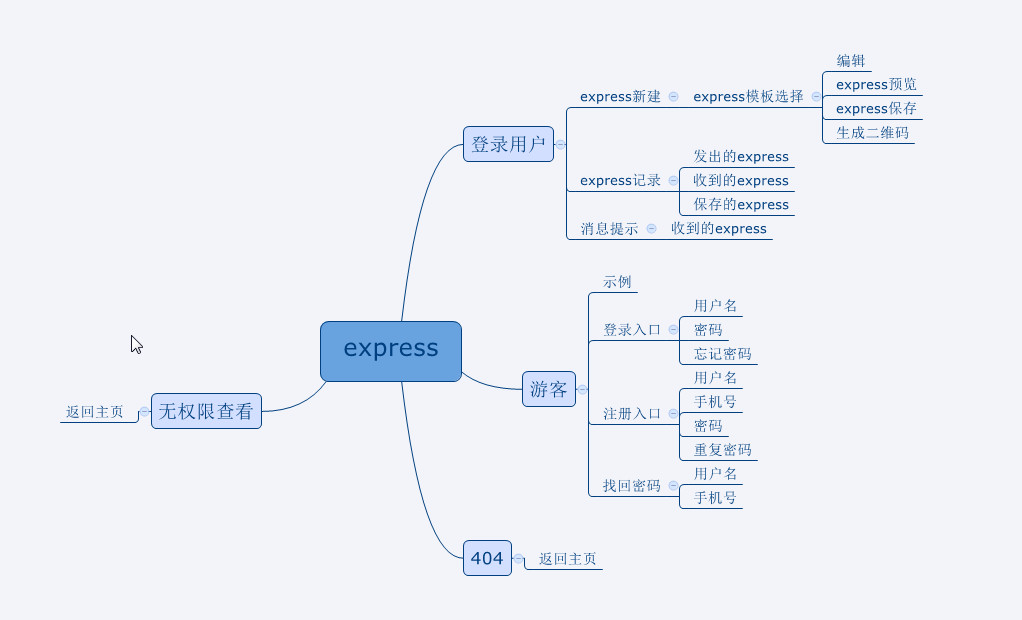 express
登录用户
express新建
express模板选择
编辑
express预览
express保存
生成二维码
express记录
发出的express
收到的express
保存的express
消息提示
收到的express
游客
示例
登录入口
用户名
密码
忘记密码
注册入口
用户名
手机号
密码
重复密码
找回密码
用户名
手机号
404
返回主页
无权限查看
返回主页